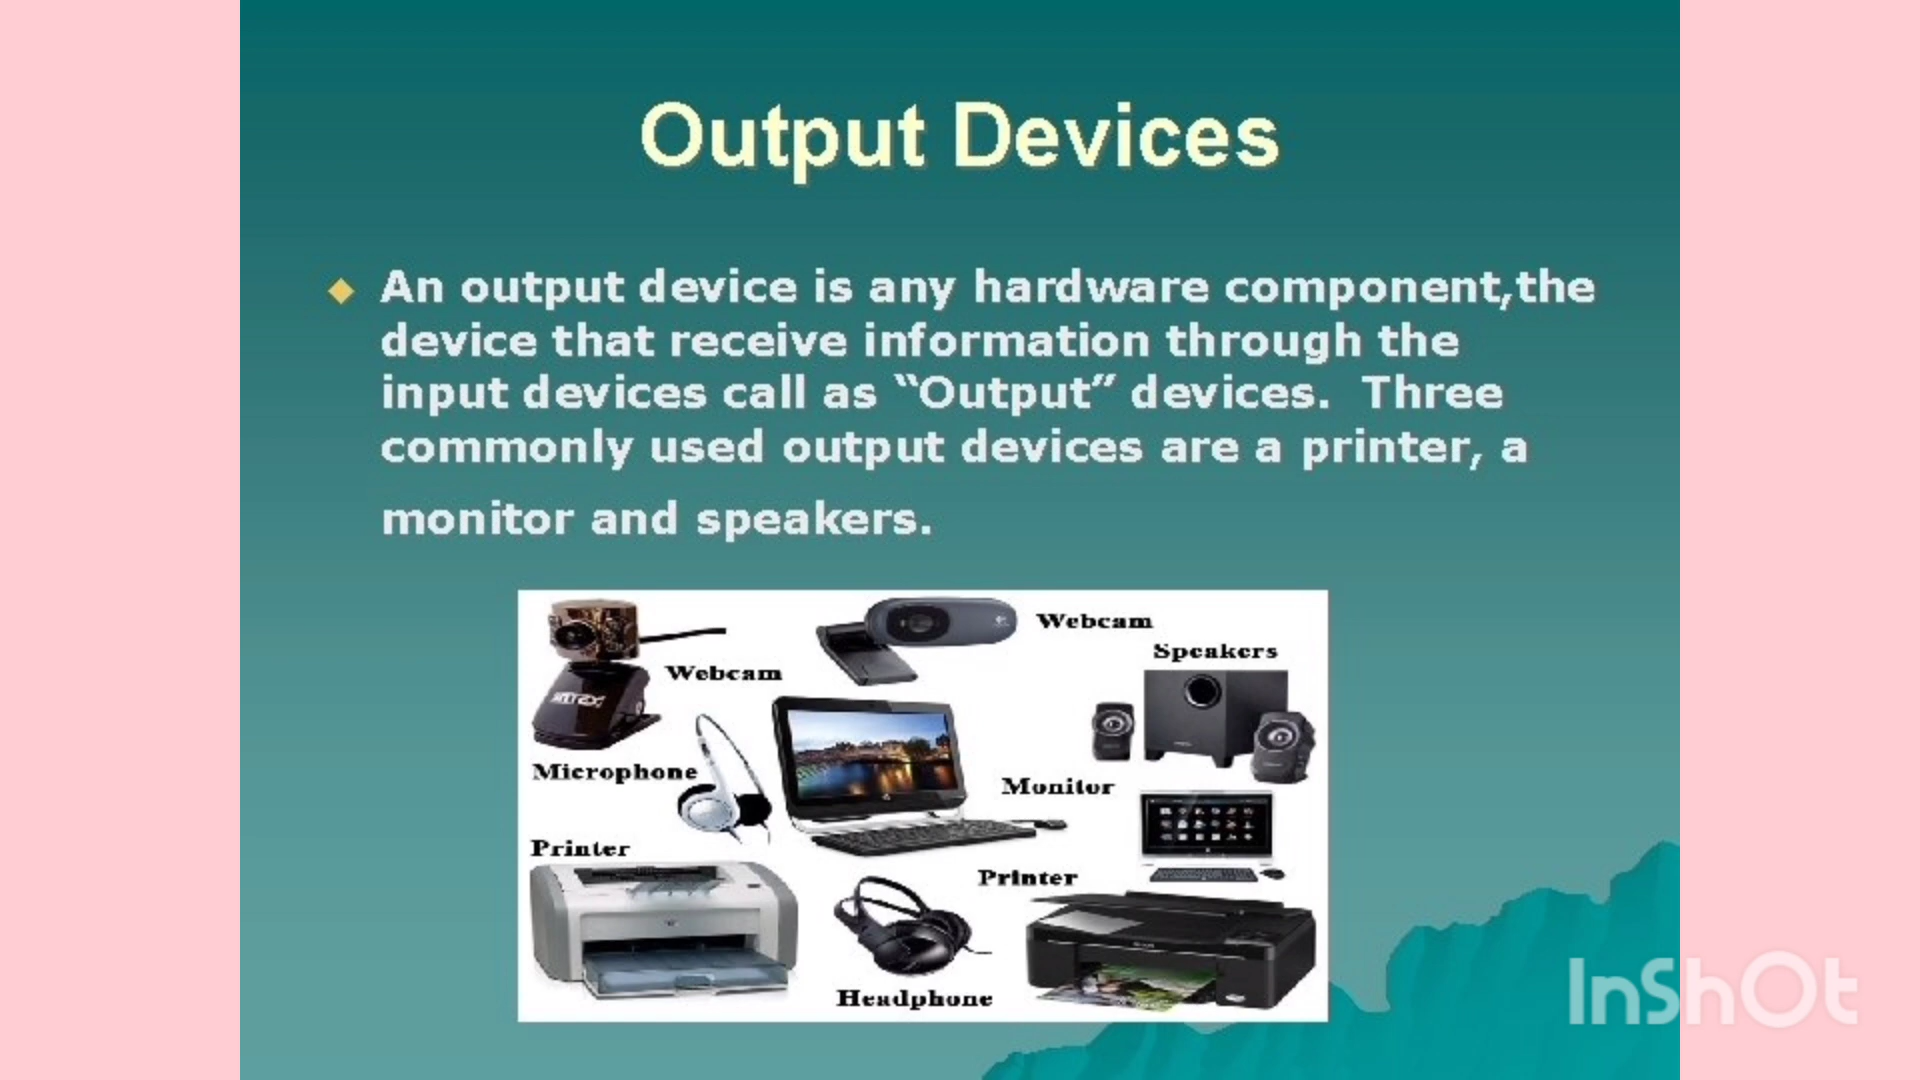 Output Devices
◆ An output device is any hardware component,the
device that receive information through the
input devices call as “Output” devices. Three
commonly used output devices are a printer, a
monitor and speakers.
Webcam
Speakers
Webcam
Microphone
Monitor
Printer
Printer
Headphone
InShOt